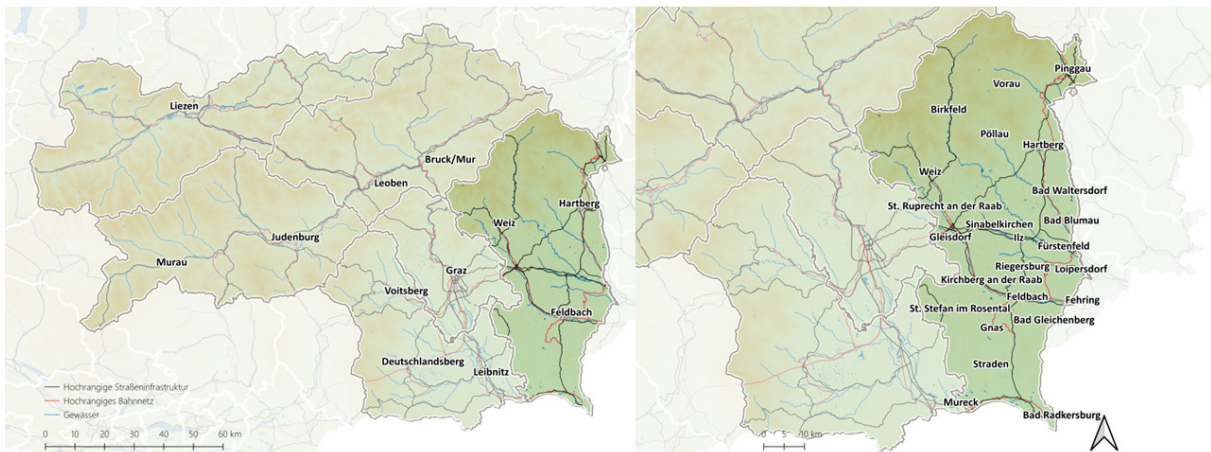 Liezen
Bruck/Mur
Leoben
Hartberg
Weiz
Judenburg
Murau
Graz
Voitsberg
Feldbach
Deutschlandsberg
Leibnitz
Hochrangige Straßeninfrastruktur
Hochrangiges Bahnnetz
Gewässer
0 10 20 30 40 50 60 km
Pinggau
Vorau
Birkfeld
Pöllau
Hartberg
Weiz
Bad Waltersdorf
St. Ruprecht an der Raab
Bad Blumau
Sinabelkirchen
Gleisdorf
Ilz
Fürstenfeld
Riegersburg
Loipersdorf
Kirchberg an der Raab
Feldbach
Fehring
St. Stefan im Rosental
Bad Gleichenberg
Gnas
Straden
Mureck
Bad Radkersburg
0 5 10 km